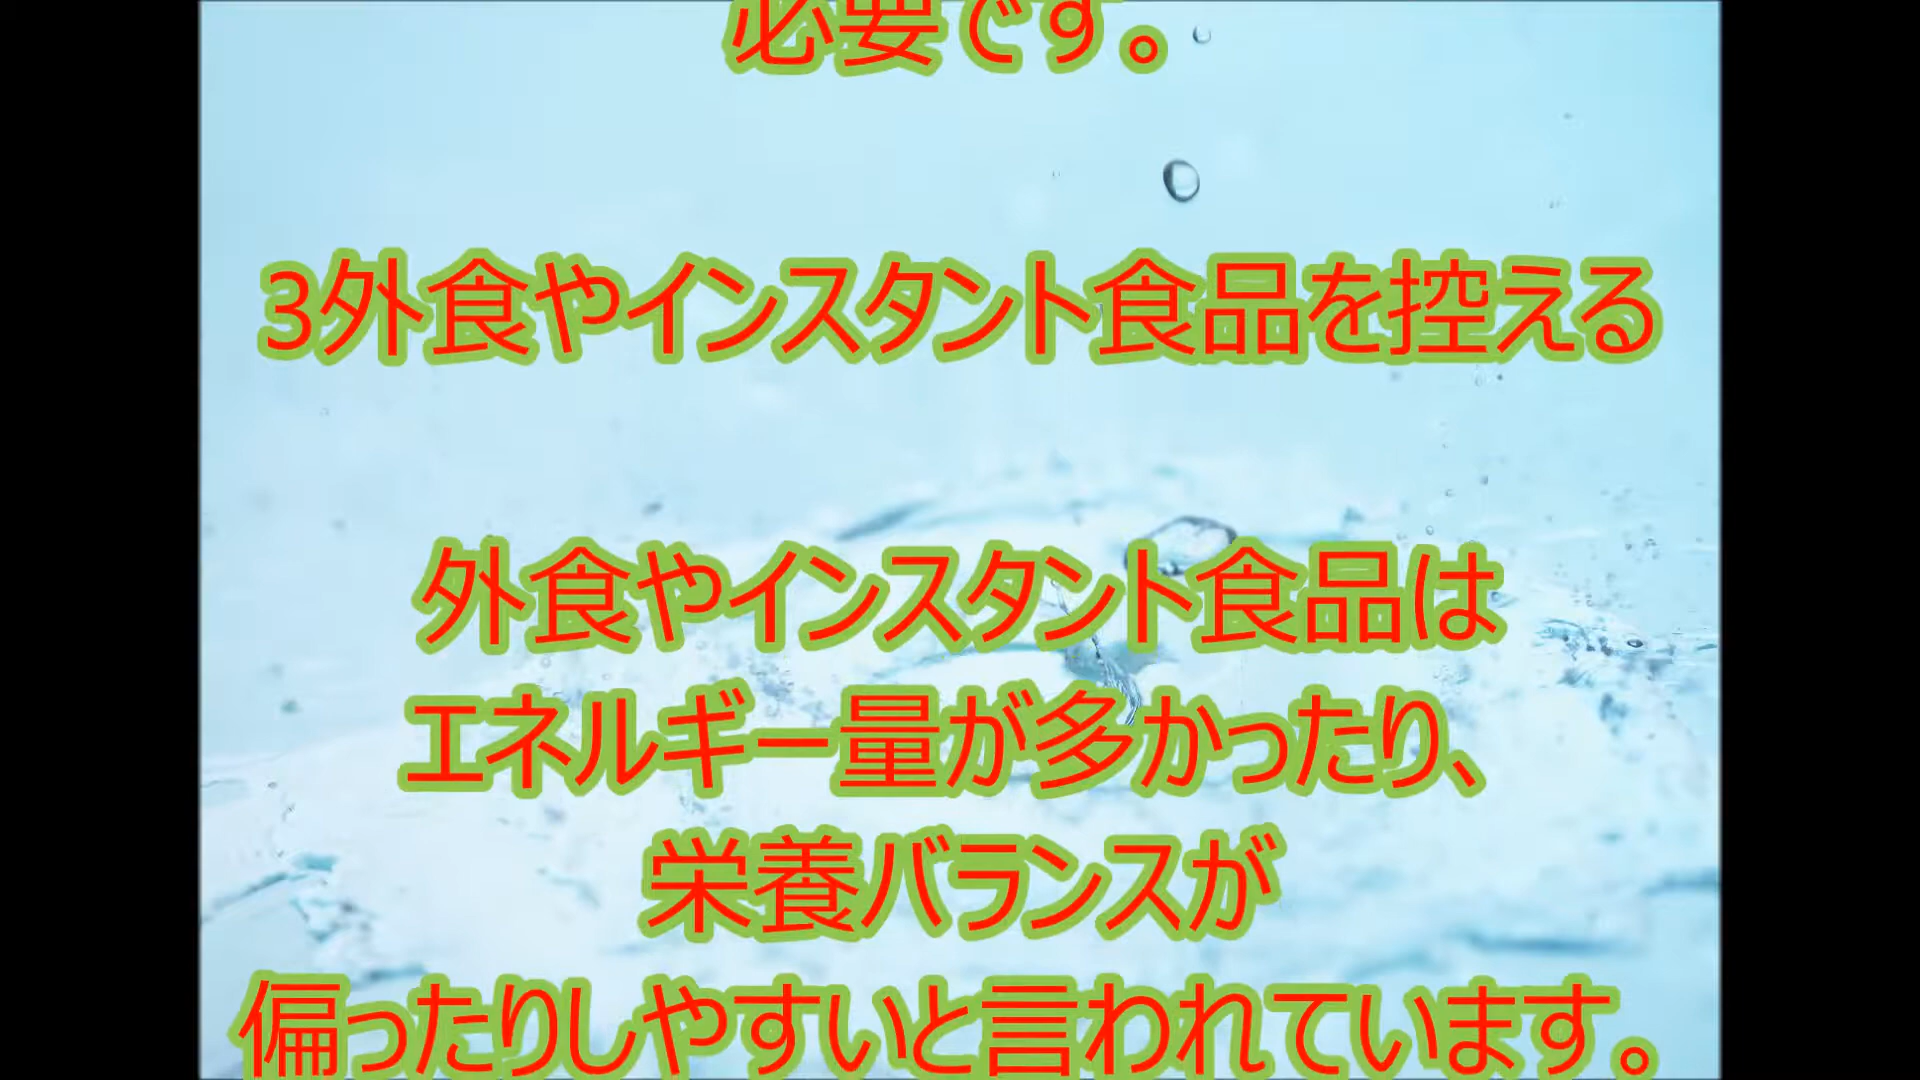 必要です。
3外食やインスタント食品を控える
外食やインスタント食品は
エネルギー量が多かったり、
栄養バランスが
偏ったりしやすいと言われています。